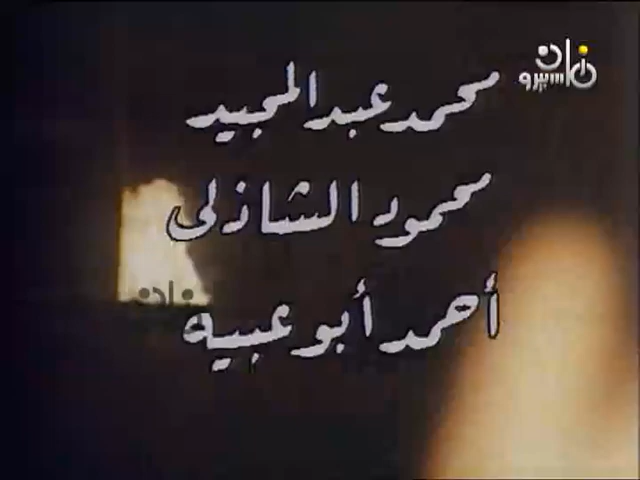 محمد عبد المجيد
محمود الشاذلى
أحمد أبو عبيه